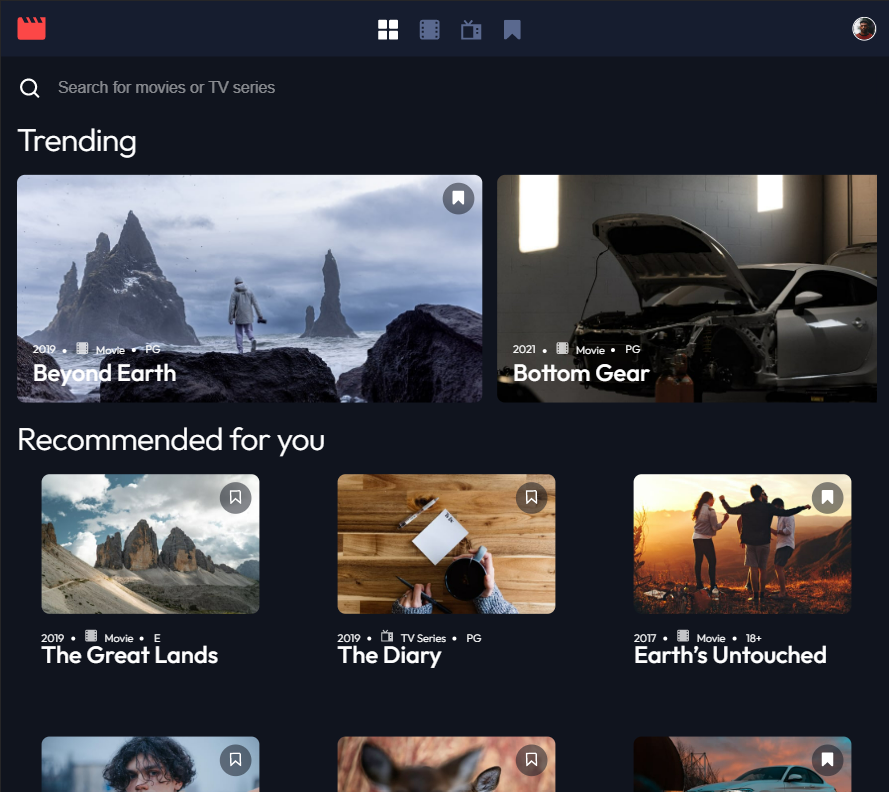 Search for movies or TV series
Trending
2019 • Movie • PG
Beyond Earth
2021 • Movie • PG
Bottom Gear
Recommended for you
2019 • Movie • E
The Great Lands
2019 • TV Series • PG
The Diary
2017 • Movie • 18+
Earth’s Untouched